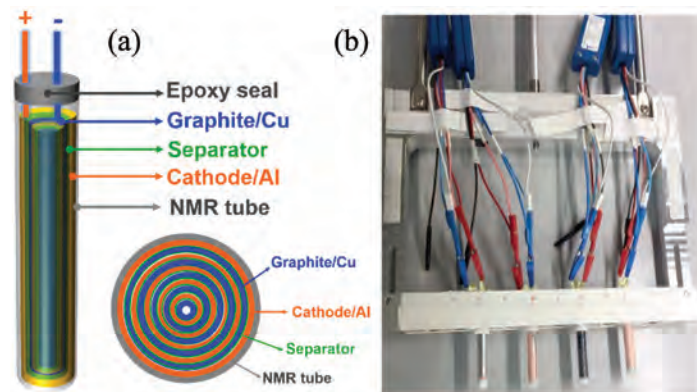 + -
(a)
Epoxy seal
Graphite/Cu
Separator
Cathode/Al
NMR tube
Graphite/Cu
Cathode/Al
Separator
NMR tube
(b)